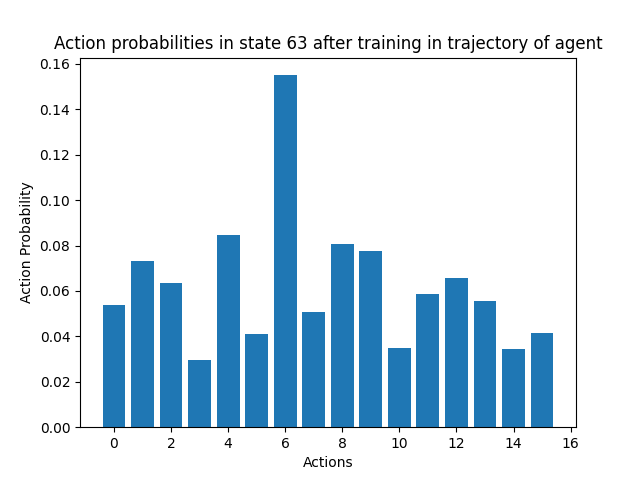 Action probabilities in state 63 after training in trajectory of agent
0.16
0.14
0.12
0.10
0.08
0.06
0.04
0.02
0.00
Action Probability
0 2 4 6 8 10 12 14 16
Actions